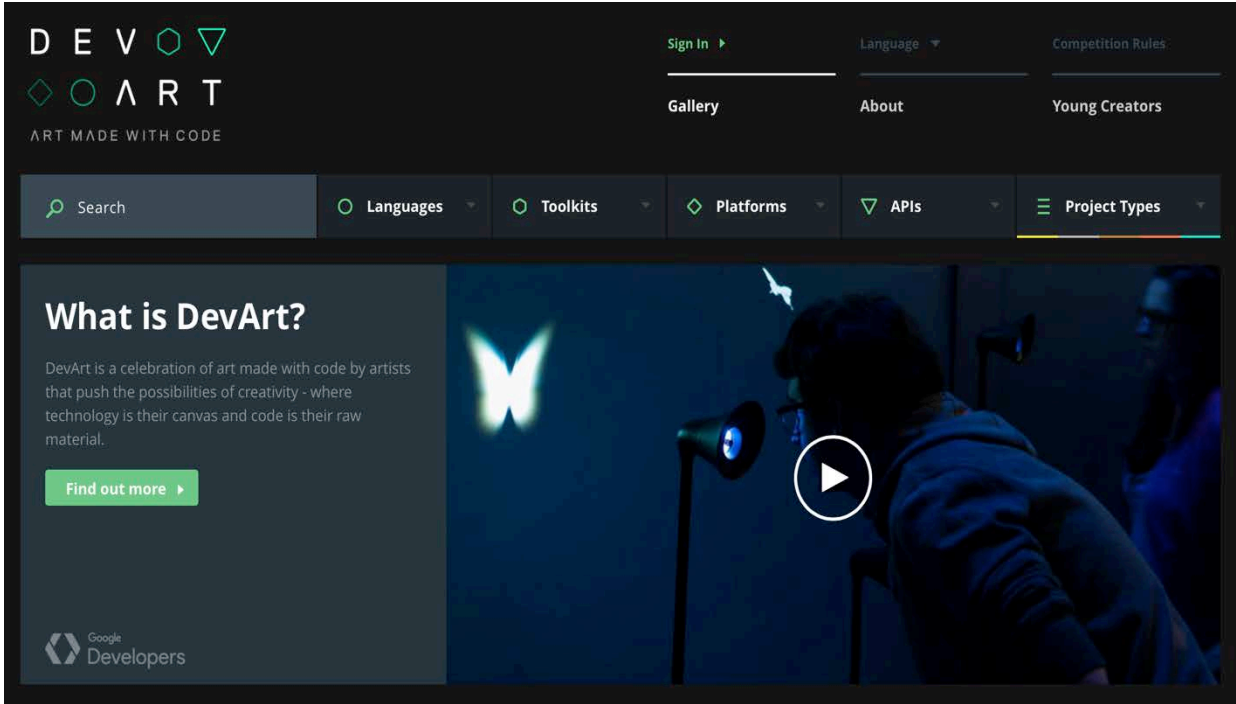 DEV
ART
ART MADE WITH CODE
Sign In
Language
Competition Rules
Gallery
About
Young Creators
Search
Languages
Toolkits
Platforms
APIs
Project Types
What is DevArt?
DevArt is a celebration of art made with code by artists
that push the possibilities of creativity - where
technology is their canvas and code is their raw
material.
Find out more
Google
Developers